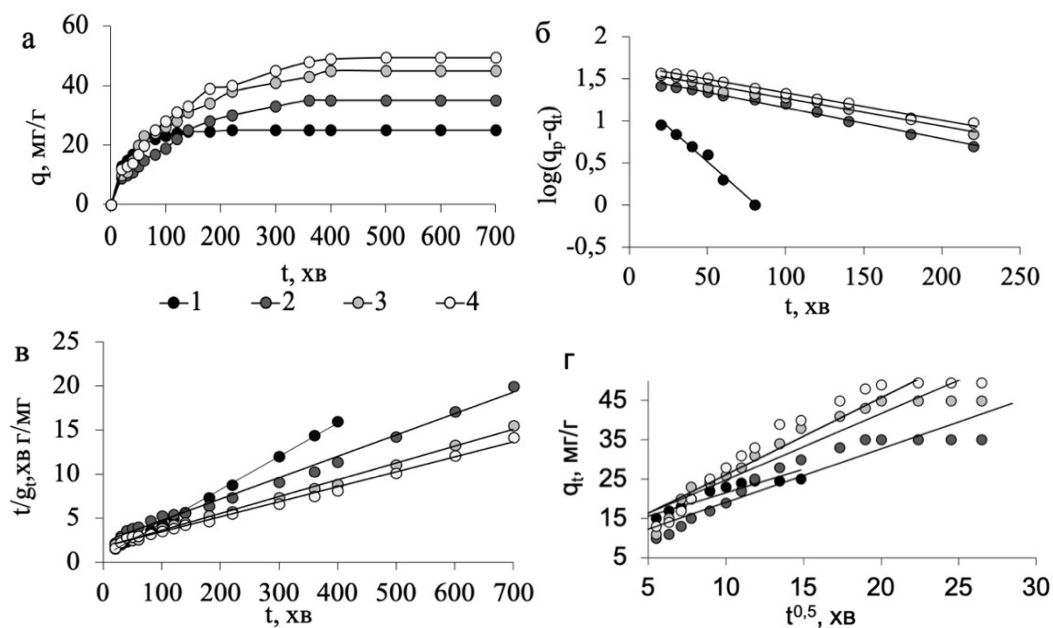 а
q, мг/г
60
40
20
0
0 100 200 300 400 500 600 700
t, хв
б
log(qₚ-qₜ)
2
1,5
1
0,5
0
-0,5
0 50 100 150 200 250
t, хв
1 2 3 4
в
t/gₜ,хв г/мг
25
20
15
10
5
0
0 100 200 300 400 500 600 700
t, хв
г
qₜ, мг/г
45
35
25
15
5
5 10 15 20 25 30
t⁰,⁵, хв